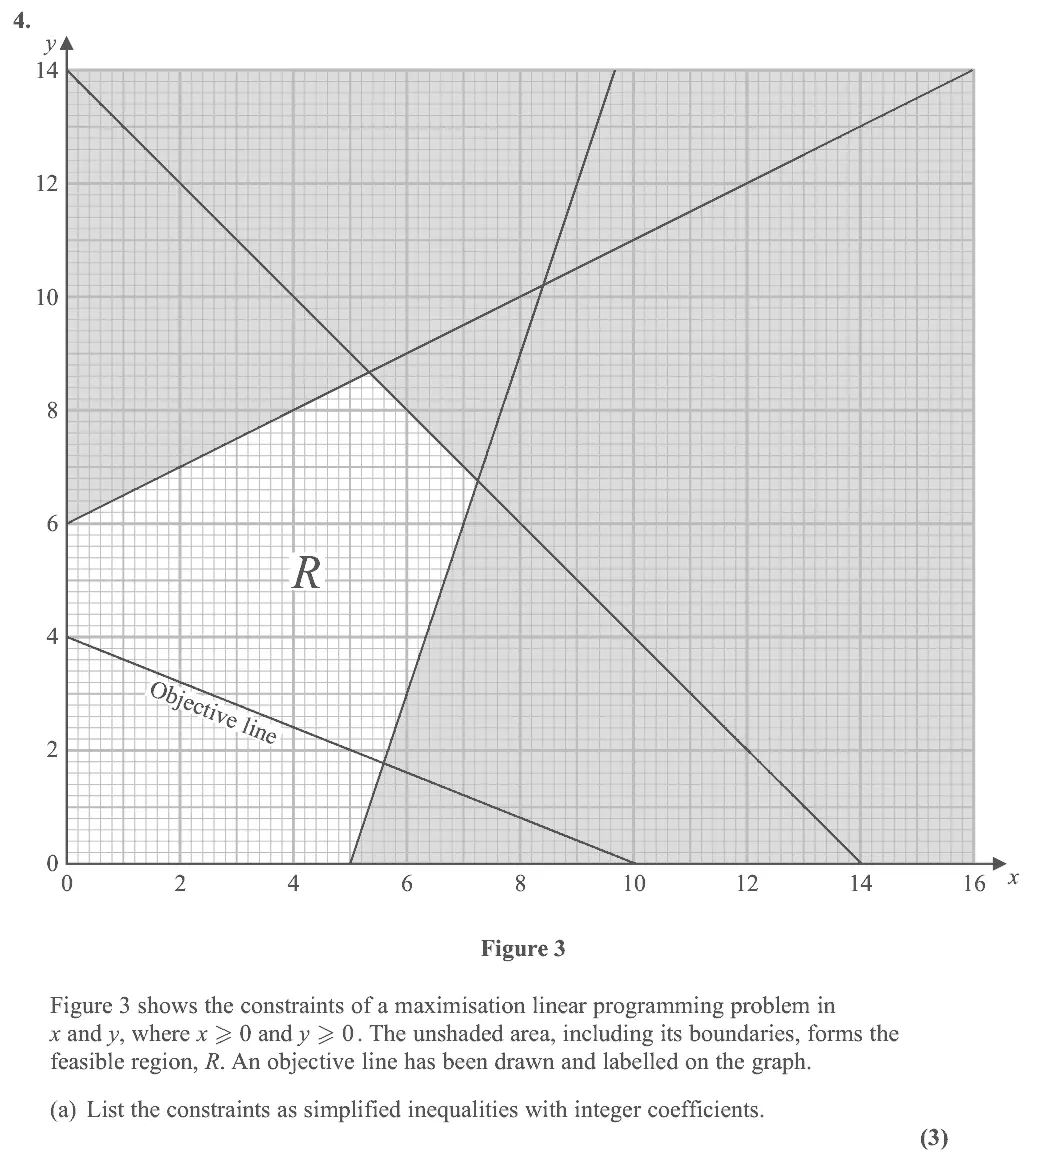 4.
y
14
12
10
8
6
4
2
0
R
Objective line
0 2 4 6 8 10 12 14 16 x
Figure 3
Figure 3 shows the constraints of a maximisation linear programming problem in
x and y, where x ⩾ 0 and y ⩾ 0. The unshaded area, including its boundaries, forms the
feasible region, R. An objective line has been drawn and labelled on the graph.
(a) List the constraints as simplified inequalities with integer coefficients.
(3)